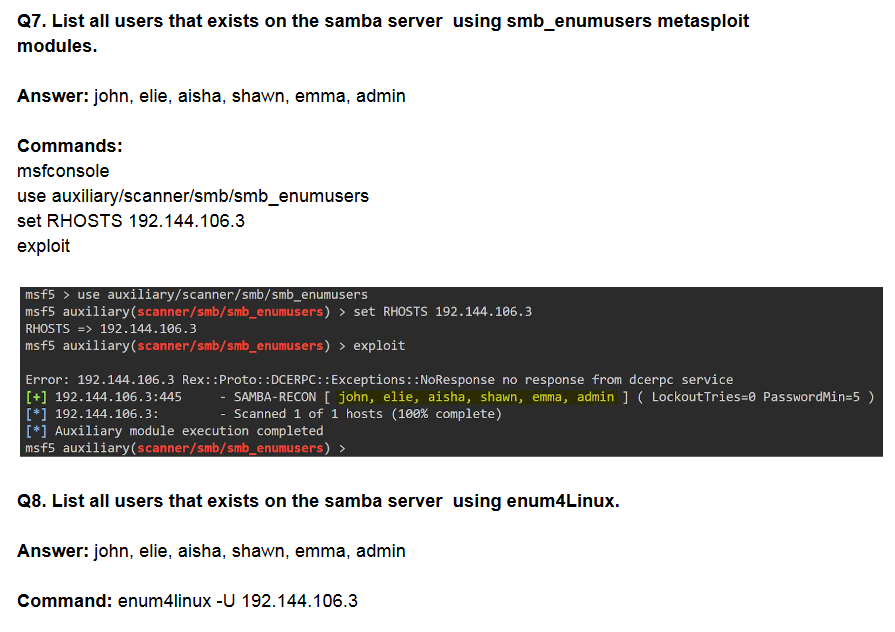 Q7. List all users that exists on the samba server  using smb_enumusers metasploit
modules.
Answer: john, elie, aisha, shawn, emma, admin
Commands:
msfconsole
use auxiliary/scanner/smb/smb_enumusers
set RHOSTS 192.144.106.3
exploit
msf5 > use auxiliary/scanner/smb/smb_enumusers
msf5 auxiliary(scanner/smb/smb_enumusers) > set RHOSTS 192.144.106.3
RHOSTS => 192.144.106.3
msf5 auxiliary(scanner/smb/smb_enumusers) > exploit
Error: 192.144.106.3 Rex::Proto::DCERPC::Exceptions::NoResponse no response from dcerpc service
[+] 192.144.106.3:445     - SAMBA-RECON [ john, elie, aisha, shawn, emma, admin ] ( LockoutTries=0 PasswordMin=5 )
[*] 192.144.106.3:        - Scanned 1 of 1 hosts (100% complete)
[*] Auxiliary module execution completed
msf5 auxiliary(scanner/smb/smb_enumusers) >
Q8. List all users that exists on the samba server  using enum4Linux.
Answer: john, elie, aisha, shawn, emma, admin
Command: enum4linux -U 192.144.106.3